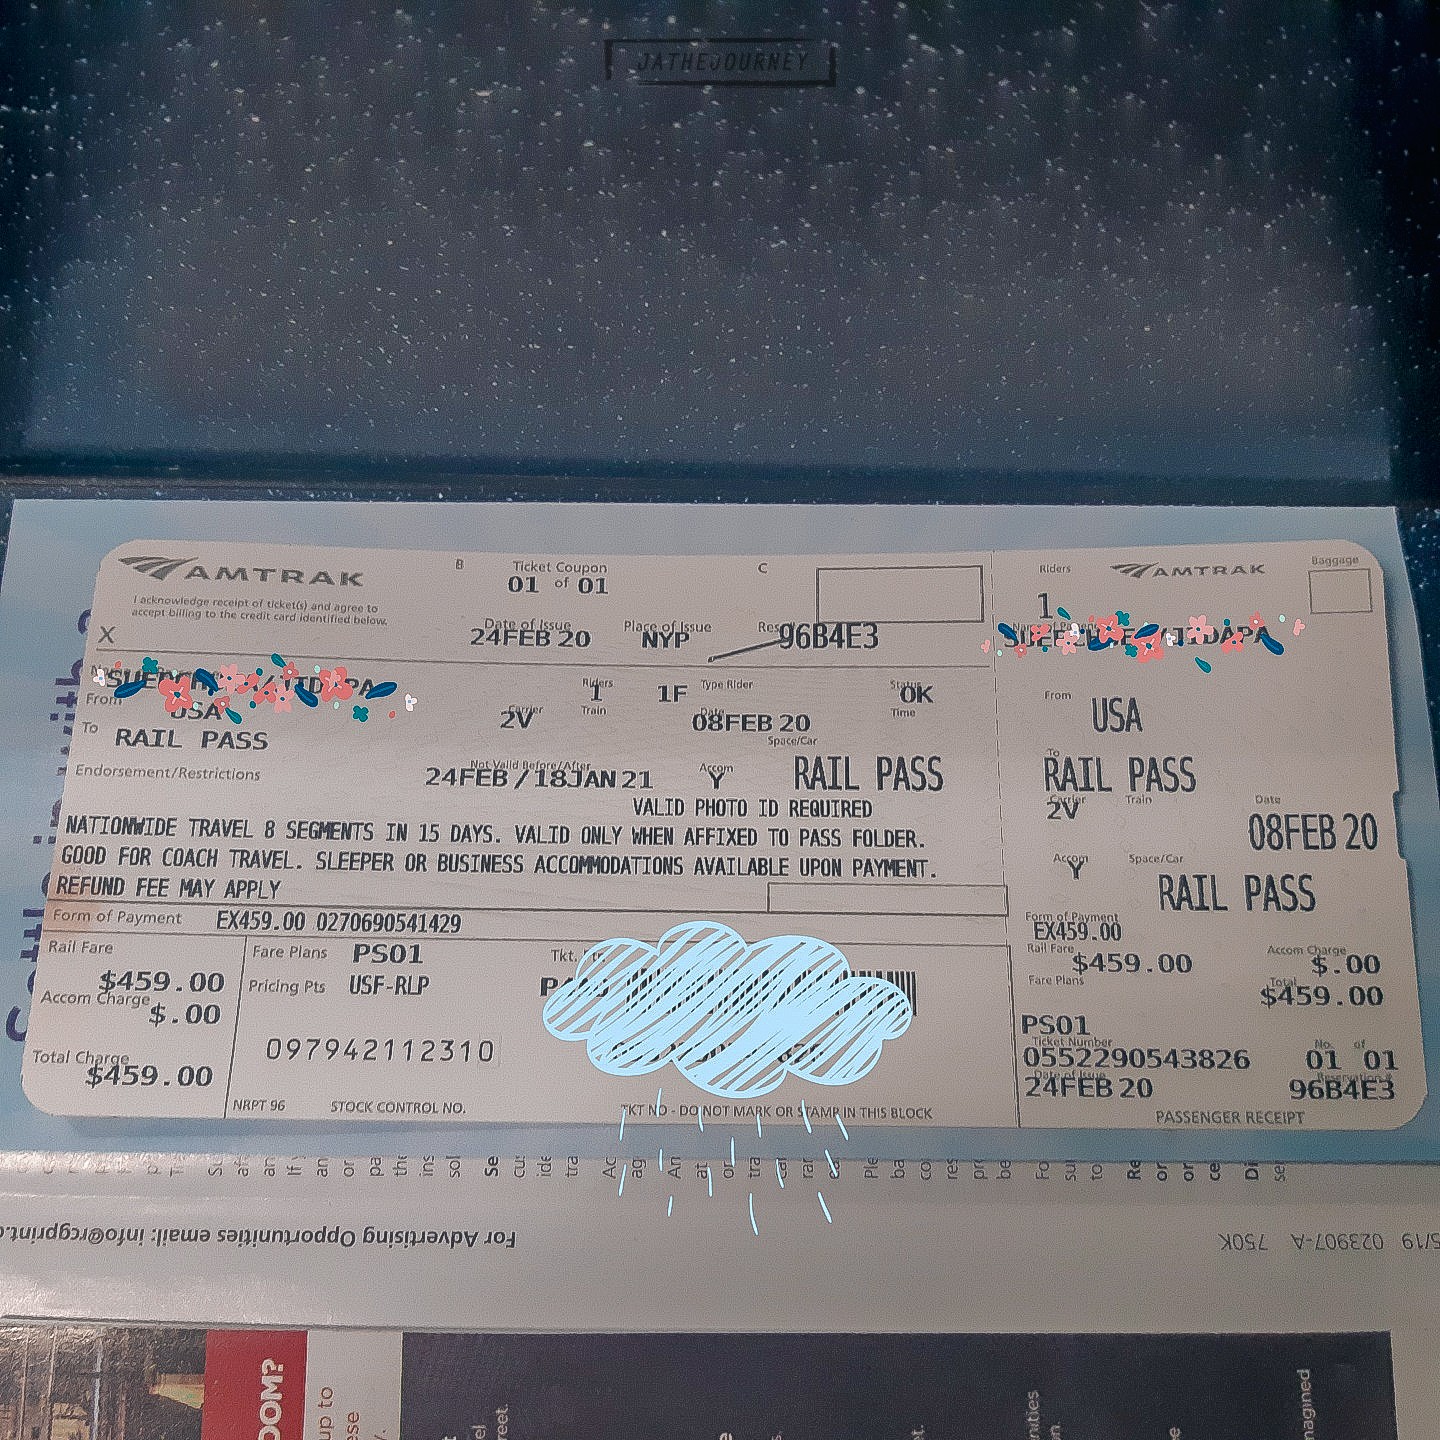 JATHEJOURNEY
AMTRAK
B
Ticket Coupon
01 of 01
C
I acknowledge receipt of ticket(s) and agree to
accept billing to the credit card identified below.
X
Date of Issue
24FEB 20
Place of Issue
NYP
96B4E3
From
USA
Riders
1
1F
Type Rider
Status
OK
Carrier
2V
Train
Date
08FEB 20
Time
To
RAIL PASS
Space/Car
Endorsement/Restrictions
Not Valid Before/After
24FEB / 18JAN 21
Accom
Y
RAIL PASS
VALID PHOTO ID REQUIRED
NATIONWIDE TRAVEL 8 SEGMENTS IN 15 DAYS. VALID ONLY WHEN AFFIXED TO PASS FOLDER.
GOOD FOR COACH TRAVEL. SLEEPER OR BUSINESS ACCOMMODATIONS AVAILABLE UPON PAYMENT.
REFUND FEE MAY APPLY
Form of Payment EX459.00 0270690541429
Rail Fare
$459.00
Accom Charge
$.00
Total Charge
$459.00
Fare Plans PS01
Pricing Pts USF-RLP
Tkt.
097942112310
NRPT 96
STOCK CONTROL NO.
TKT NO - DO NOT MARK OR STAMP IN THIS BLOCK
Riders
1
AMTRAK
Baggage
From
USA
To
RAIL PASS
Carrier
2V
Train
Date
08FEB 20
Accom
Y
Space/Car
RAIL PASS
Form of Payment
EX459.00
Rail Fare
$459.00
Accom Charge
$.00
Fare Plans
Total
$459.00
PS01
Ticket Number
0552290543826
No. of
01 01
Date of Issue
24FEB 20
Reservation #
96B4E3
PASSENGER RECEIPT
For Advertising Opportunities email: info@rcgprint.
023907-A 750K
OOM?
up to